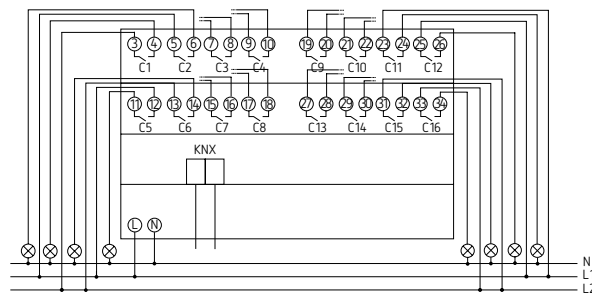 3 4 5 6 7 8 9 10 19 20 21 22 23 24 25 26
C1 C2 C3 C4 C9 C10 C11 C12
11 12 13 14 15 16 17 18 27 28 29 30 31 32 33 34
C5 C6 C7 C8 C13 C14 C15 C16
KNX
L N
N
L1
L2